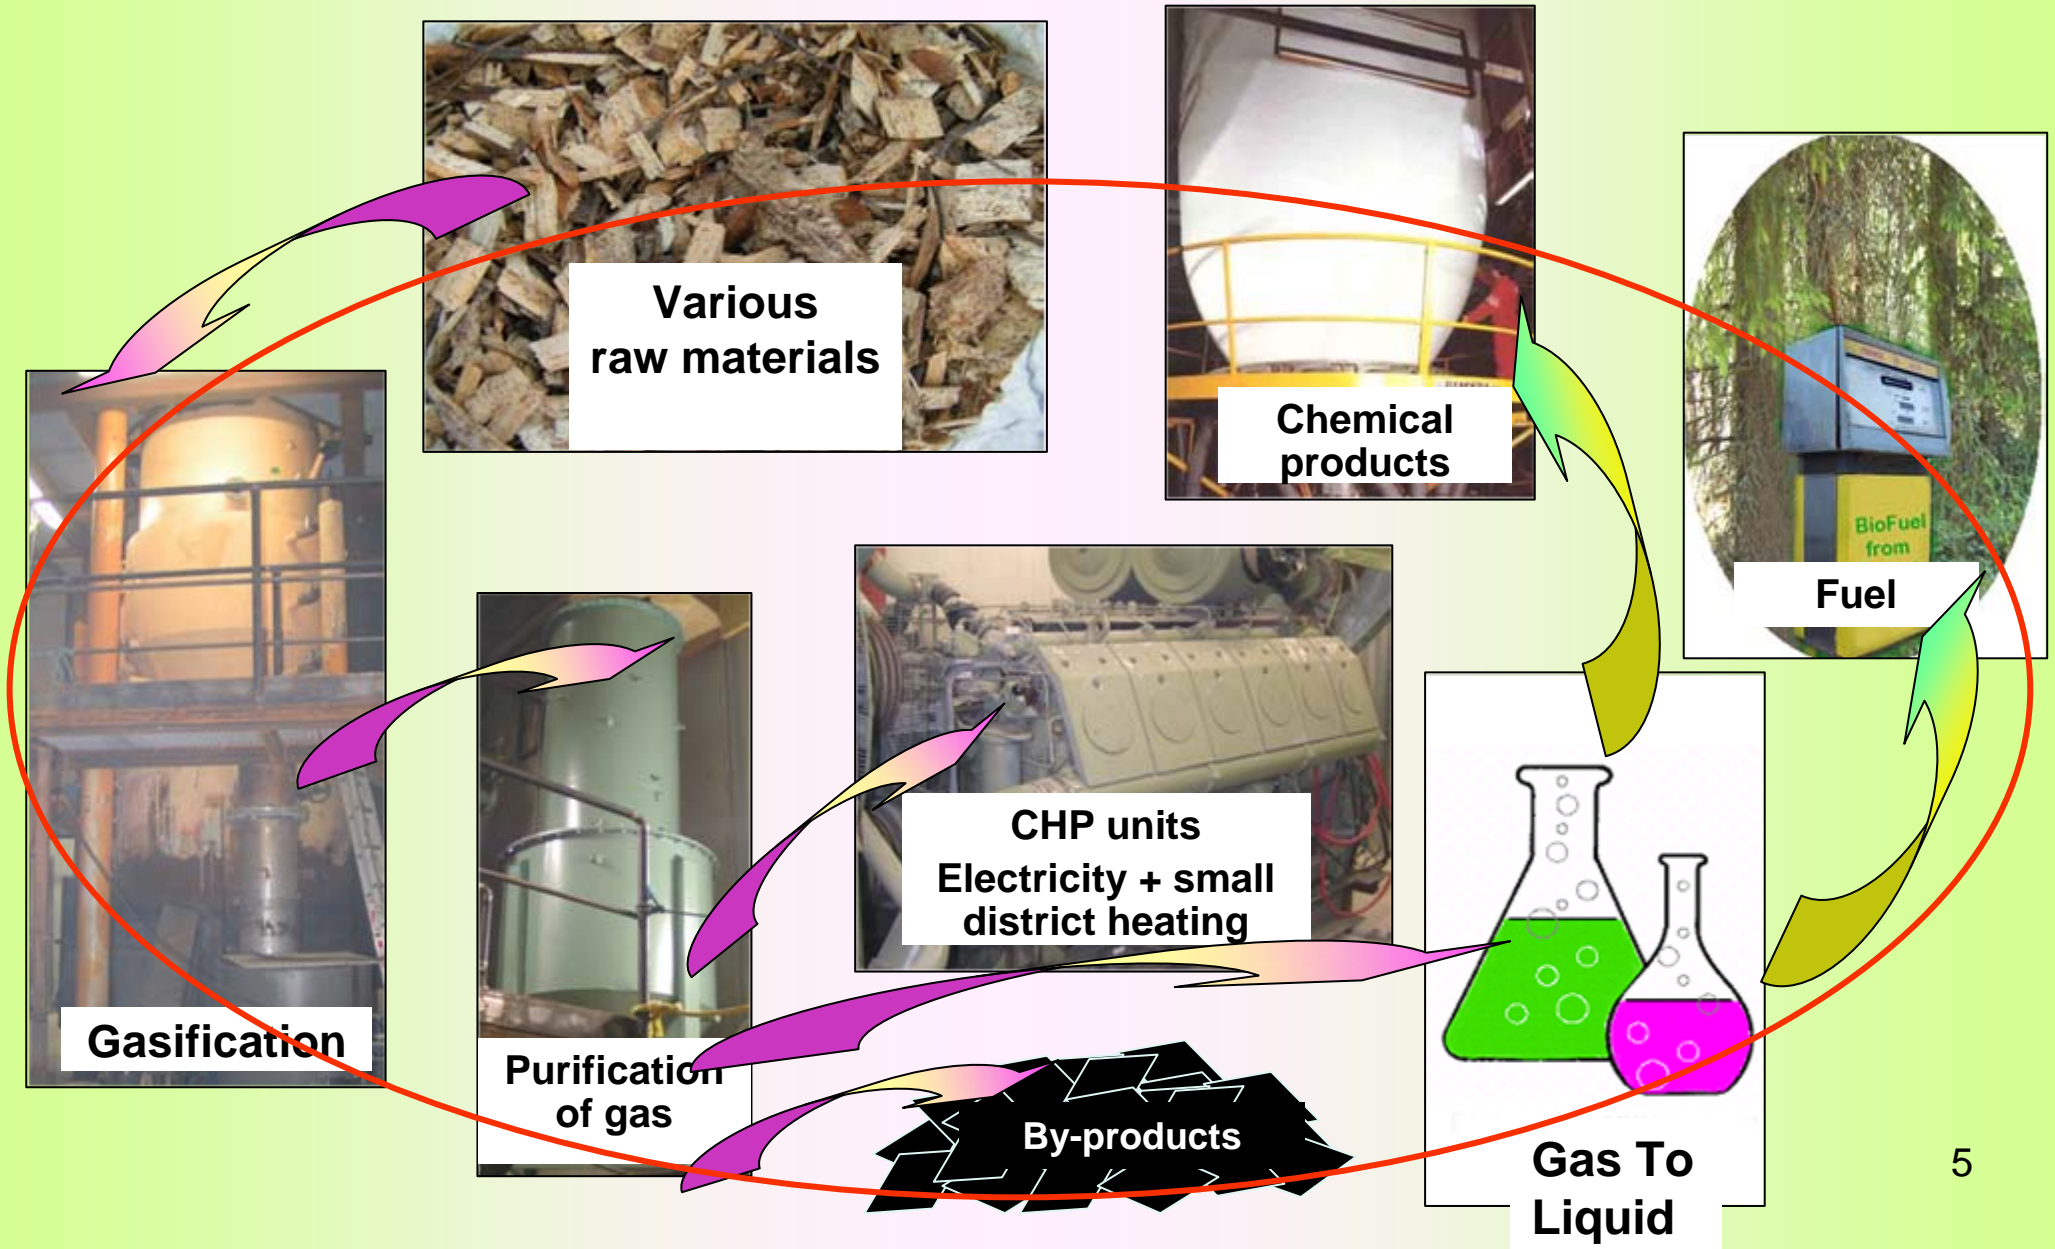 Various
raw materials
Chemical
products
BioFuel
from
Fuel
CHP units
Electricity + small
district heating
Gasification
Purification
of gas
By-products
Gas To
Liquid
5